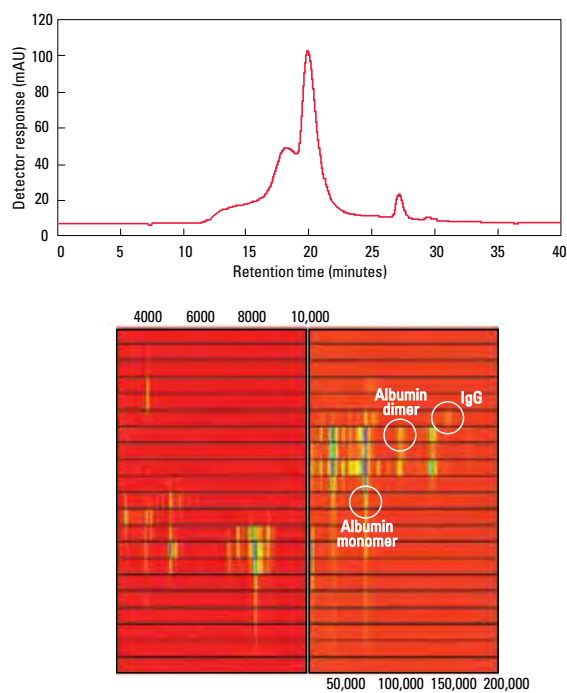 120
100
80
60
40
20
0
Detector response (mAU)
0 5 10 15 20 25 30 35 40
Retention time (minutes)
4000 6000 8000 10,000
Albumin
dimer
IgG
Albumin
monomer
50,000 100,000 150,000 200,000